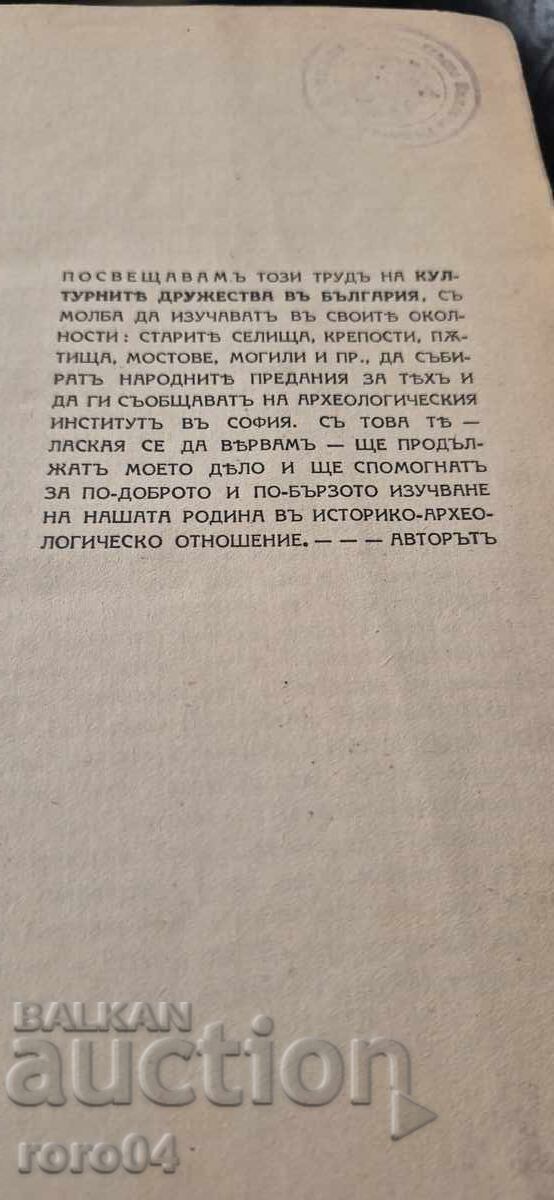 ПОСВЕЩАВАМЪ ТОЗИ ТРУДЪ НА КУЛ-
ТУРНИТѢ ДРУЖЕСТВА ВЪ БЪЛГАРИЯ, СЪ
МОЛБА ДА ИЗУЧАВАТЪ ВЪ СВОИТѢ ОКОЛ-
НОСТИ: СТАРИТѢ СЕЛИЩА, КРЕПОСТИ, ПѪ-
ТИЩА, МОСТОВЕ, МОГИЛИ И ПР., ДА СЪБИ-
РАТЪ НАРОДНИТѢ ПРЕДАНИЯ ЗА ТѢХЪ И
ДА ГИ СЪОБЩАВАТЪ НА АРХЕОЛОГИЧЕСКИЯ
ИНСТИТУТЪ ВЪ СОФИЯ. СЪ ТОВА ТѢ —
ЛАСКАЯ СЕ ДА ВѢРВАМЪ — ЩЕ ПРОДЪЛ-
ЖАТЪ МОЕТО ДѢЛО И ЩЕ СПОМОГНАТЪ
ЗА ПО-ДОБРОТО И ПО-БЪРЗОТО ИЗУЧВАНЕ
НА НАШАТА РОДИНА ВЪ ИСТОРИКО-АРХЕО-
ЛОГИЧЕСКО ОТНОШЕНИЕ. — — — АВТОРЪТЪ
BALKAN
auction
roro04